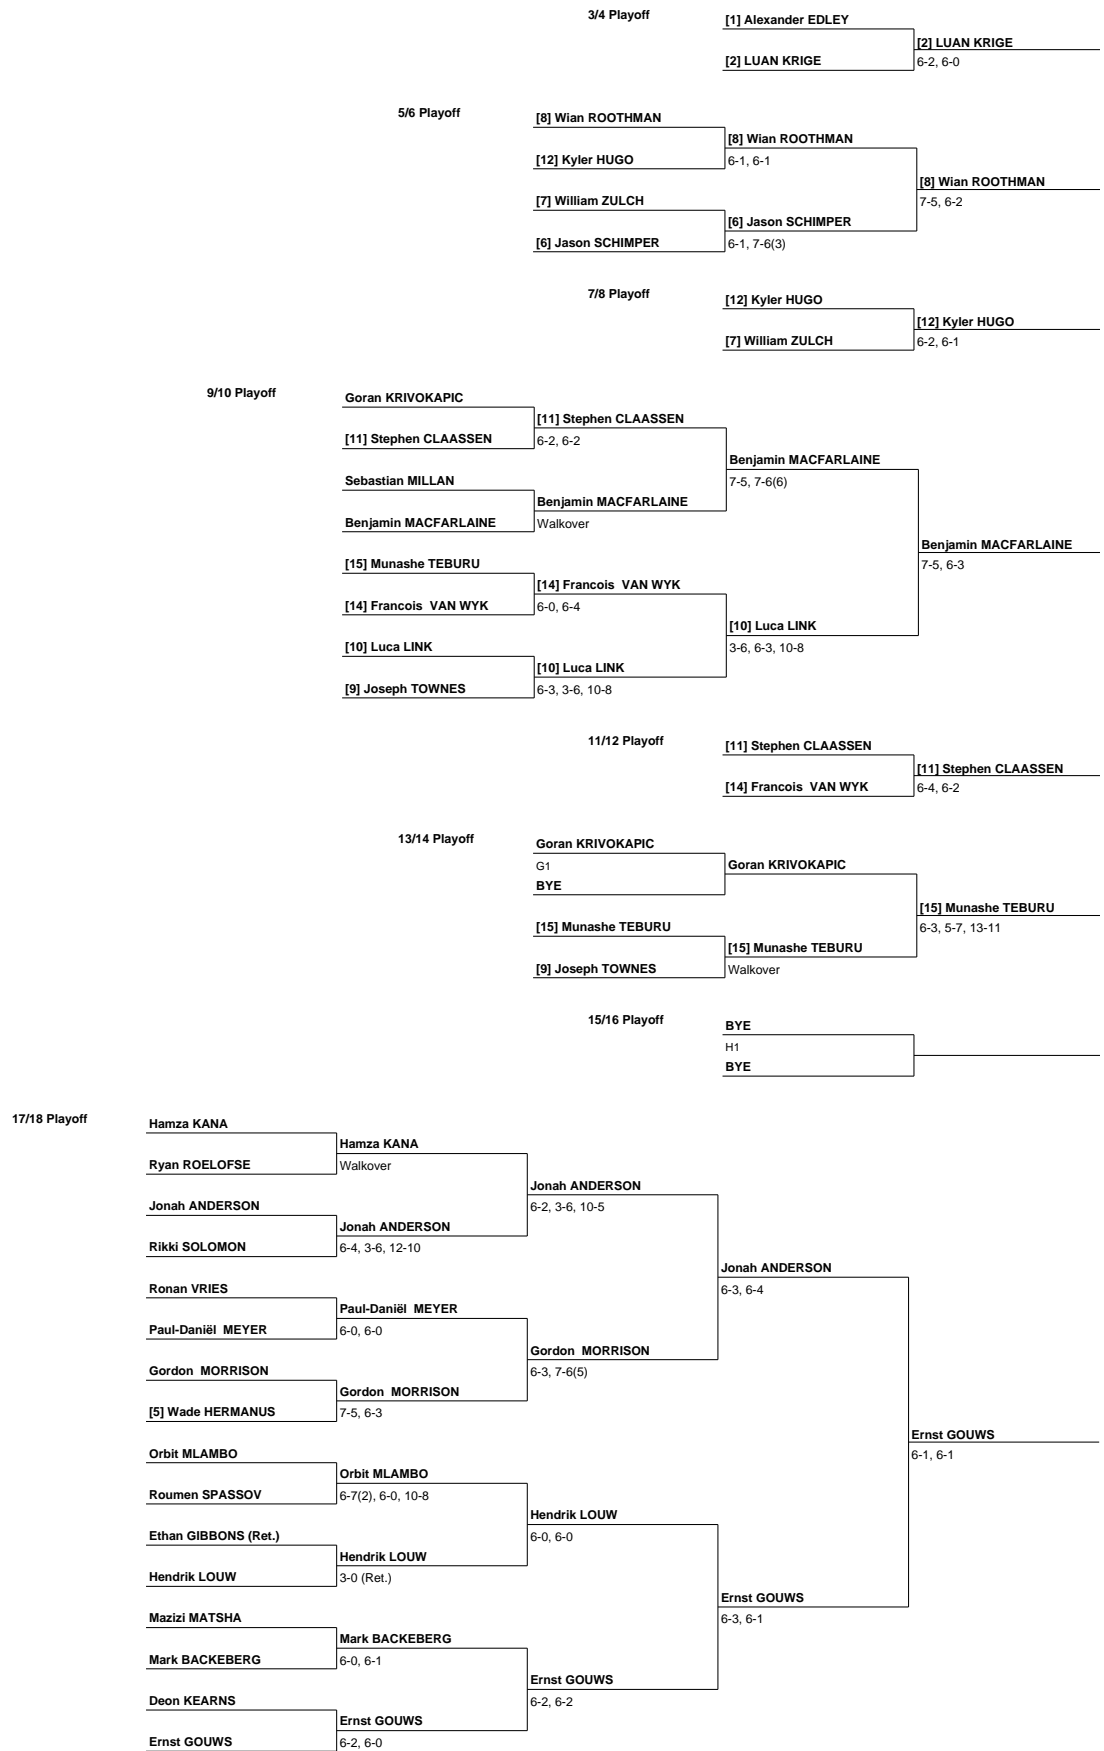 3/4 Playoff
[1] Alexander EDLEY
[2] LUAN KRIGE
[2] LUAN KRIGE
6-2, 6-0
5/6 Playoff
[8] Wian ROOTHMAN
[8] Wian ROOTHMAN
[12] Kyler HUGO
6-1, 6-1
[8] Wian ROOTHMAN
[7] William ZULCH
7-5, 6-2
[6] Jason SCHIMPER
[6] Jason SCHIMPER
6-1, 7-6(3)
7/8 Playoff
[12] Kyler HUGO
[12] Kyler HUGO
[7] William ZULCH
6-2, 6-1
9/10 Playoff
Goran KRIVOKAPIC
[11] Stephen CLAASSEN
[11] Stephen CLAASSEN
6-2, 6-2
Benjamin MACFARLAINE
Sebastian MILLAN
7-5, 7-6(6)
Benjamin MACFARLAINE
Benjamin MACFARLAINE
Walkover
Benjamin MACFARLAINE
[15] Munashe TEBURU
7-5, 6-3
[14] Francois  VAN WYK
[14] Francois  VAN WYK
6-0, 6-4
[10] Luca LINK
[10] Luca LINK
3-6, 6-3, 10-8
[10] Luca LINK
[9] Joseph TOWNES
6-3, 3-6, 10-8
11/12 Playoff
[11] Stephen CLAASSEN
[11] Stephen CLAASSEN
[14] Francois  VAN WYK
6-4, 6-2
13/14 Playoff
Goran KRIVOKAPIC
G1
Goran KRIVOKAPIC
BYE
[15] Munashe TEBURU
[15] Munashe TEBURU
6-3, 5-7, 13-11
[15] Munashe TEBURU
[9] Joseph TOWNES
Walkover
15/16 Playoff
BYE
H1
BYE
17/18 Playoff
Hamza KANA
Hamza KANA
Ryan ROELOFSE
Walkover
Jonah ANDERSON
Jonah ANDERSON
6-2, 3-6, 10-5
Jonah ANDERSON
Rikki SOLOMON
6-4, 3-6, 12-10
Jonah ANDERSON
Ronan VRIES
6-3, 6-4
Paul-Daniël  MEYER
Paul-Daniël  MEYER
6-0, 6-0
Gordon  MORRISON
Gordon  MORRISON
6-3, 7-6(5)
Gordon  MORRISON
[5] Wade HERMANUS
7-5, 6-3
Ernst GOUWS
Orbit MLAMBO
6-1, 6-1
Orbit MLAMBO
Roumen SPASSOV
6-7(2), 6-0, 10-8
Hendrik LOUW
Ethan GIBBONS (Ret.)
6-0, 6-0
Hendrik LOUW
Hendrik LOUW
3-0 (Ret.)
Ernst GOUWS
Mazizi MATSHA
6-3, 6-1
Mark BACKEBERG
Mark BACKEBERG
6-0, 6-1
Ernst GOUWS
Deon KEARNS
6-2, 6-2
Ernst GOUWS
Ernst GOUWS
6-2, 6-0